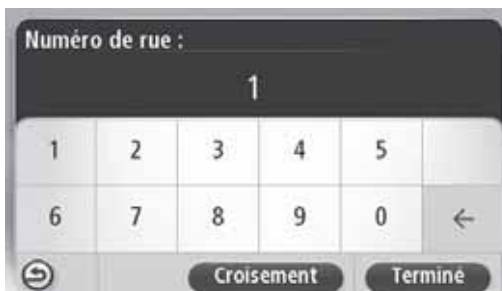 Numéro de rue :
1
1 2 3 4 5
6 7 8 9 0 ←
Croisement Terminé